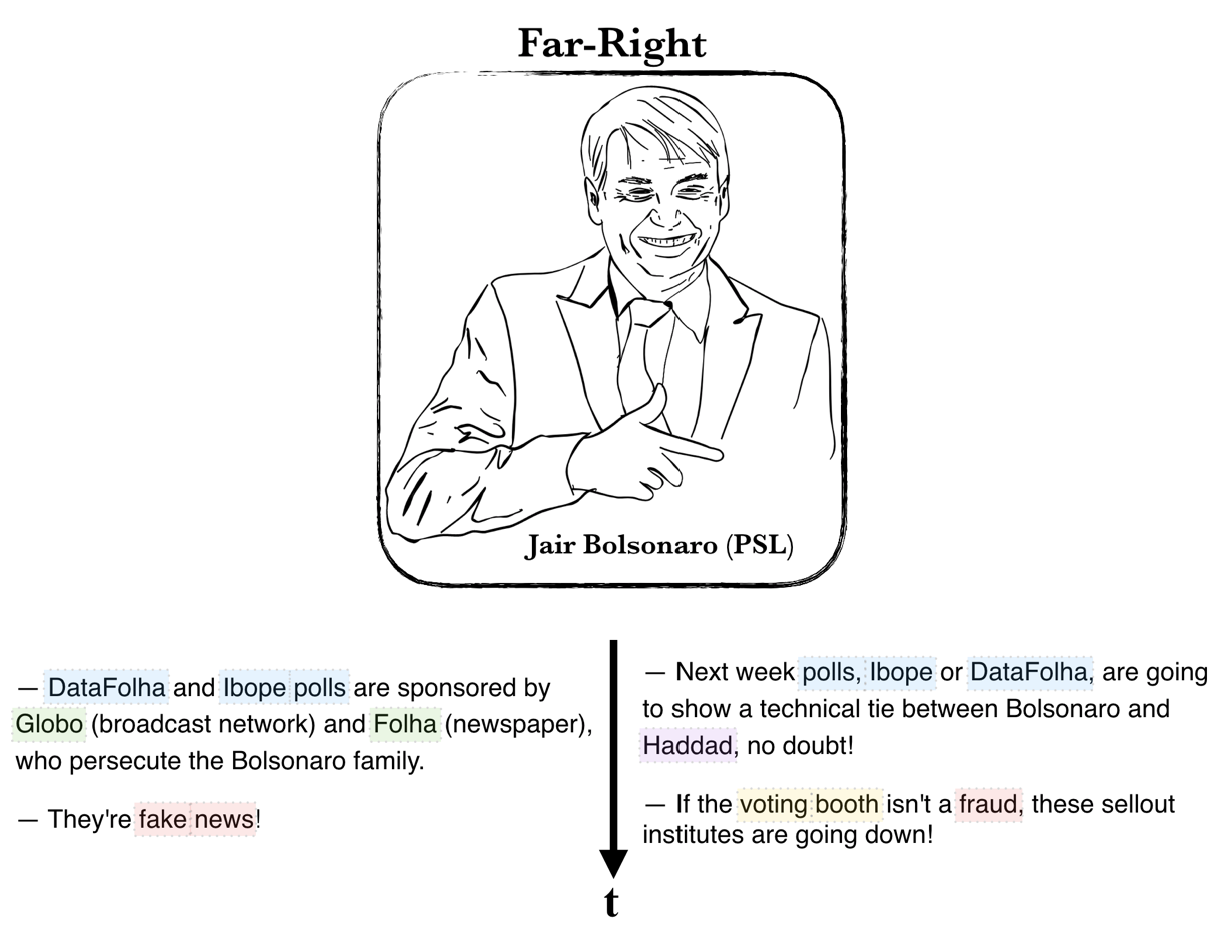 Far-Right
Jair Bolsonaro (PSL)
— DataFolha and Ibope polls are sponsored by
Globo (broadcast network) and Folha (newspaper),
who persecute the Bolsonaro family.
— They're fake news!
— Next week polls, Ibope or DataFolha, are going
to show a technical tie between Bolsonaro and
Haddad, no doubt!
— If the voting booth isn't a fraud, these sellout
institutes are going down!
t